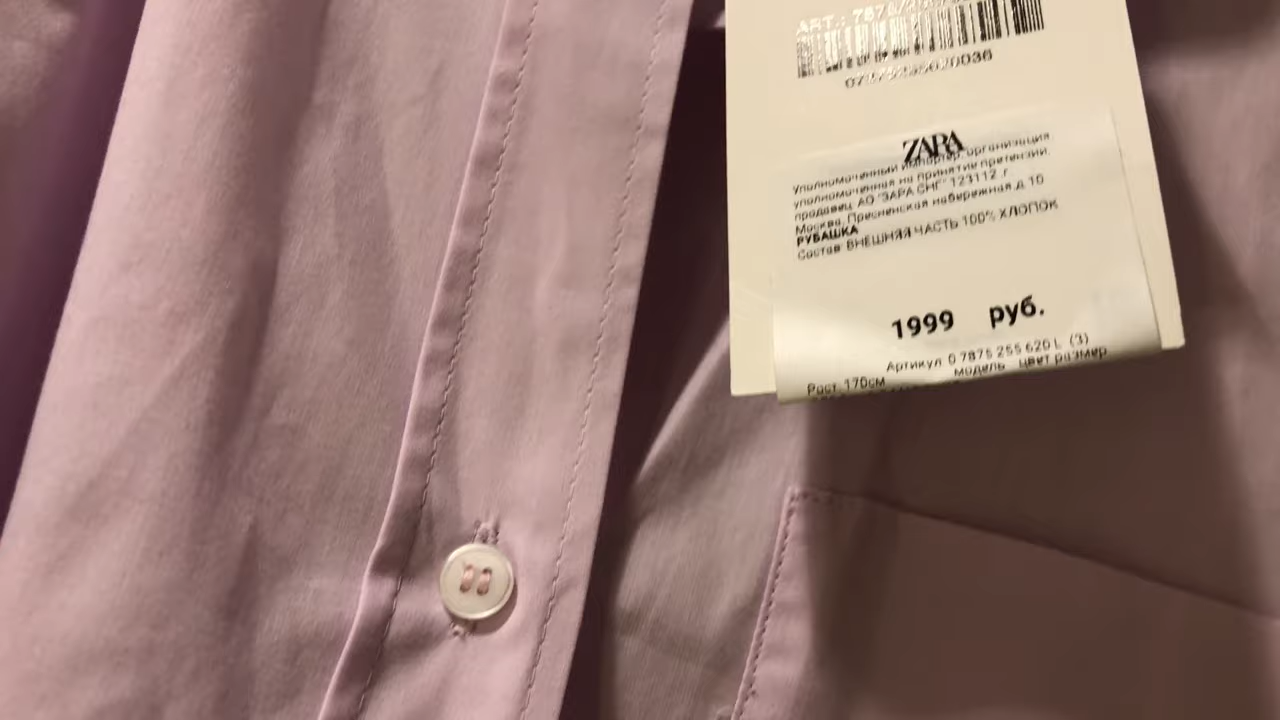 ART.:
ZARA
Уполномоченный импортер, организация
уполномоченная на принятие претензий,
продавец: АО "ЗАРА СНГ" 123112, г.
Москва, Пресненская набережная д. 10
РУБАШКА
Состав: ВНЕШНЯЯ ЧАСТЬ 100% ХЛОПОК
1999 руб.
Артикул 0 7875 255 620 L (3)
модель цвет размер
Рост 170см